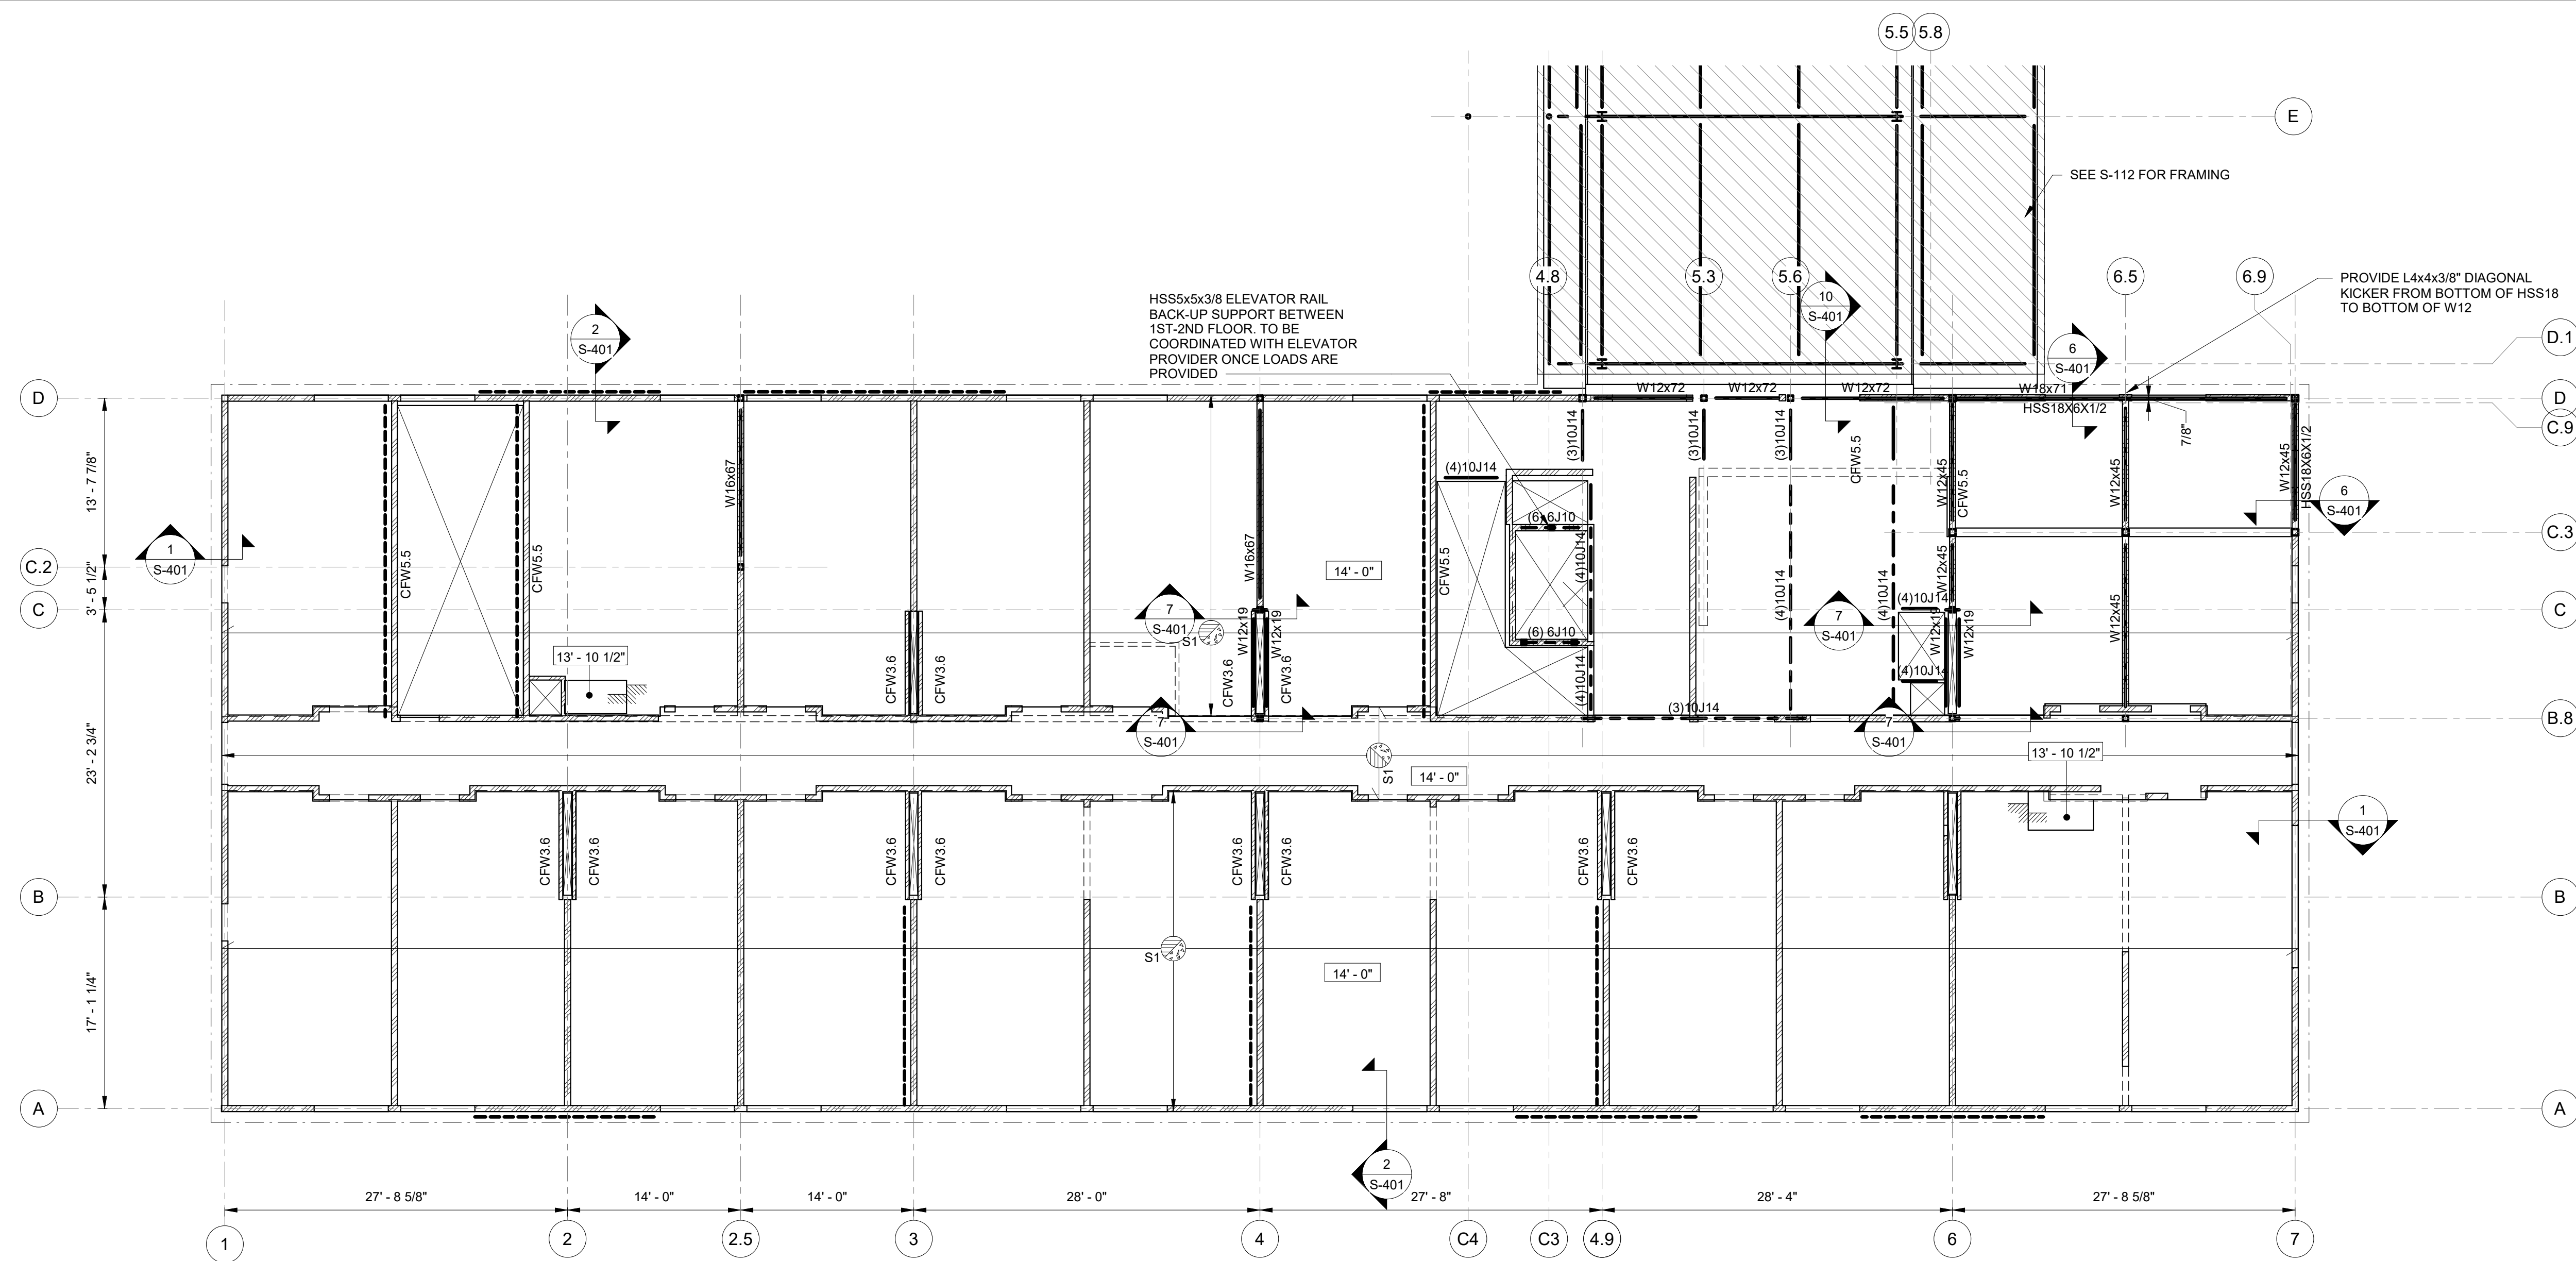 5.5
5.8
E
SEE S-112 FOR FRAMING
4.8
5.3
5.6
6.5
6.9
HSS5x5x3/8 ELEVATOR RAIL
BACK-UP SUPPORT BETWEEN
1ST-2ND FLOOR. TO BE
COORDINATED WITH ELEVATOR
PROVIDER ONCE LOADS ARE
PROVIDED
PROVIDE L4x4x3/8" DIAGONAL
KICKER FROM BOTTOM OF HSS18
TO BOTTOM OF W12
10
S-401
2
S-401
6
S-401
D.1
D
D
C.9
W12x72
W12x72
W12x72
W18x71
HSS18X6X1/2
7/8"
13' - 7 7/8"
W16x67
(3)10J14
(3)10J14
(3)10J14
CFW5.5
W12x45
CFW5.5
W12x45
W12x45
HSS18X6X1/2
(4)10J14
6
S-401
(6) 6J10
C.3
1
S-401
C.2
CFW5.5
CFW5.5
W16x67
14' - 0"
CFW5.5
(4)10J14
W12x45
3' - 5 1/2"
C
C
7
S-401
S1
W12x19
W12x19
(4)10J14
(4)10J14
7
S-401
(4)10J14
W12x19
W12x19
W12x45
(6) 6J10
13' - 10 1/2"
CFW3.6
CFW3.6
CFW3.6
CFW3.6
(4)10J14
(4)10J14
(3)10J14
7
S-401
7
S-401
B.8
23' - 2 3/4"
S1
14' - 0"
13' - 10 1/2"
1
S-401
CFW3.6
CFW3.6
CFW3.6
CFW3.6
CFW3.6
CFW3.6
CFW3.6
CFW3.6
B
B
S1
14' - 0"
17' - 1 1/4"
A
A
2
S-401
27' - 8 5/8"
14' - 0"
14' - 0"
28' - 0"
27' - 8"
28' - 4"
27' - 8 5/8"
1
2
2.5
3
4
C4
C3
4.9
6
7